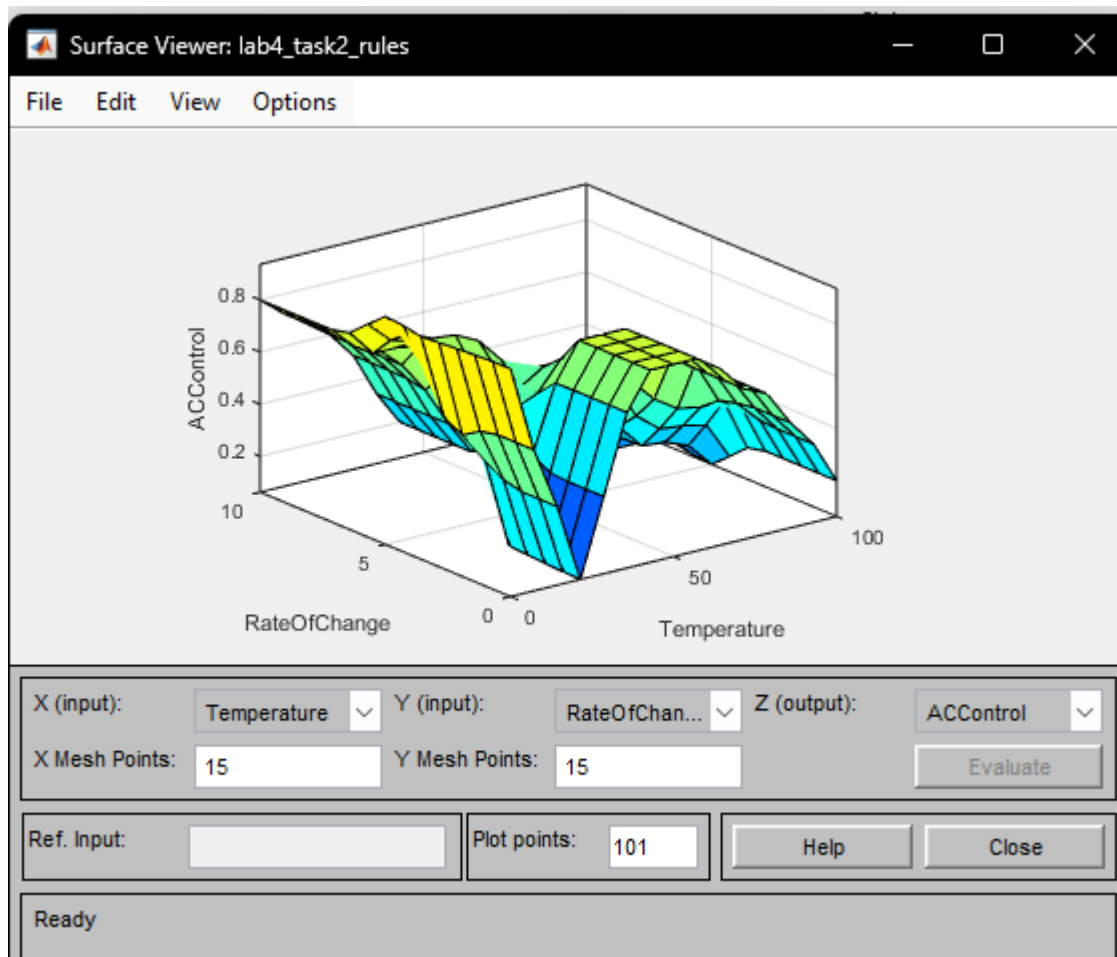 Surface Viewer: lab4_task2_rules
File Edit View Options
0.8
0.6
0.4
0.2
ACControl
10
5
0
RateOfChange
0
50
100
Temperature
X (input): Temperature Y (input): RateOfChan... Z (output): ACControl
X Mesh Points: 15 Y Mesh Points: 15 Evaluate
Ref. Input: Plot points: 101 Help Close
Ready